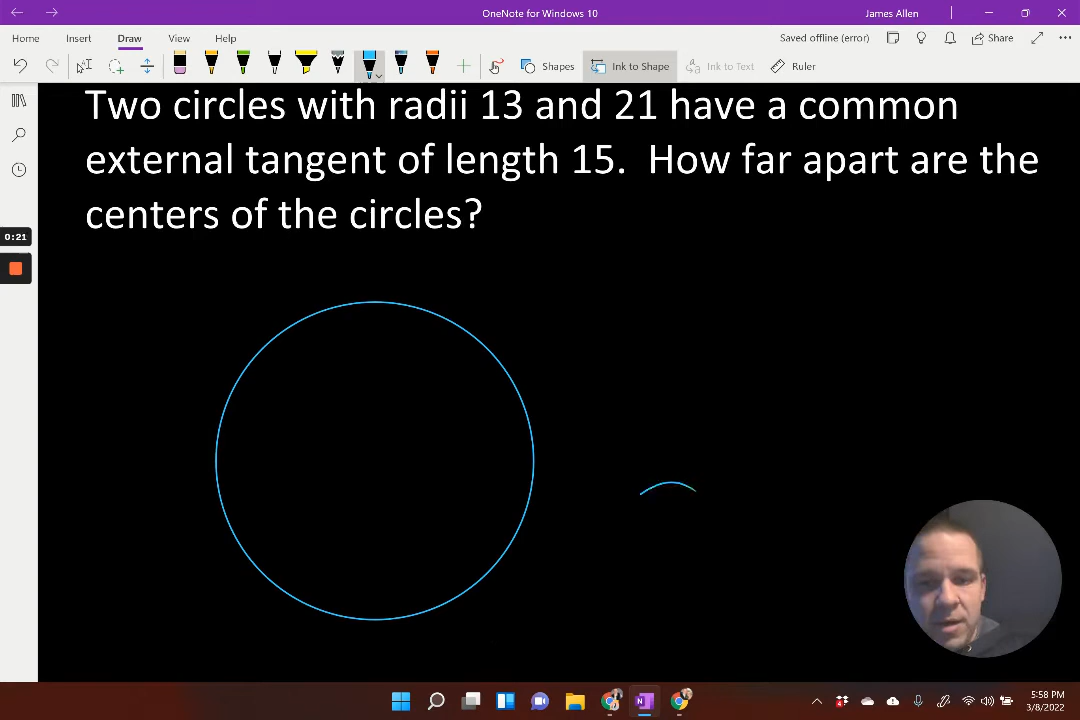 OneNote for Windows 10
James Allen
Home Insert Draw View Help
Saved offline (error)
Share
Shapes
Ink to Shape
Ink to Text
Ruler
Two circles with radii 13 and 21 have a common
external tangent of length 15. How far apart are the
centers of the circles?
0:21
5:58 PM
3/8/2022